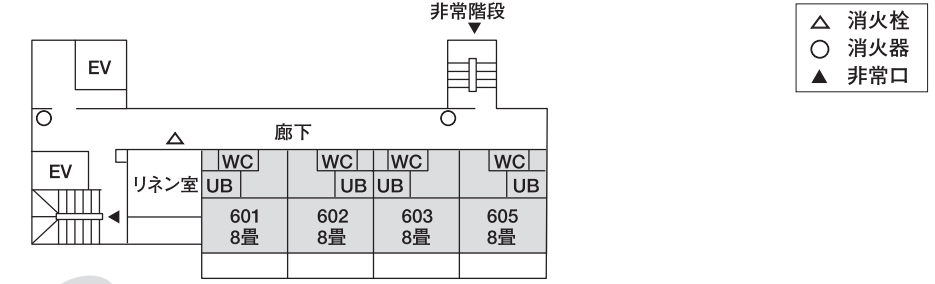 非常階段
△ 消火栓
○ 消火器
▲ 非常口
EV
廊下
EV
リネン室
WC
UB
WC
UB
WC
UB
WC
UB
601
8畳
602
8畳
603
8畳
605
8畳